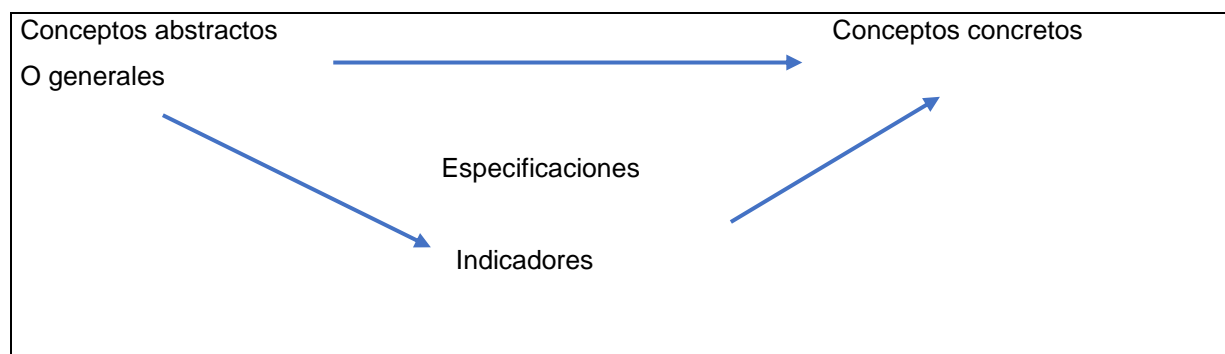 Conceptos abstractos
Conceptos concretos
O generales
Especificaciones
Indicadores